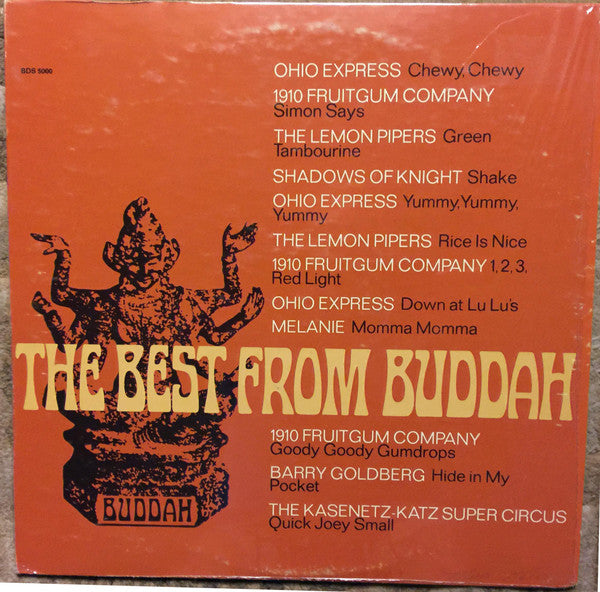 BDS 5000
OHIO EXPRESS Chewy, Chewy
1910 FRUITGUM COMPANY
Simon Says
THE LEMON PIPERS Green
Tambourine
SHADOWS OF KNIGHT Shake
OHIO EXPRESS Yummy, Yummy,
Yummy
THE LEMON PIPERS Rice Is Nice
1910 FRUITGUM COMPANY 1, 2, 3,
Red Light
OHIO EXPRESS Down at Lu Lu's
MELANIE Momma Momma
THE BEST FROM BUDDAH
1910 FRUITGUM COMPANY
Goody Goody Gumdrops
BARRY GOLDBERG Hide in My
Pocket
THE KASENETZ-KATZ SUPER CIRCUS
Quick Joey Small
BUDDAH